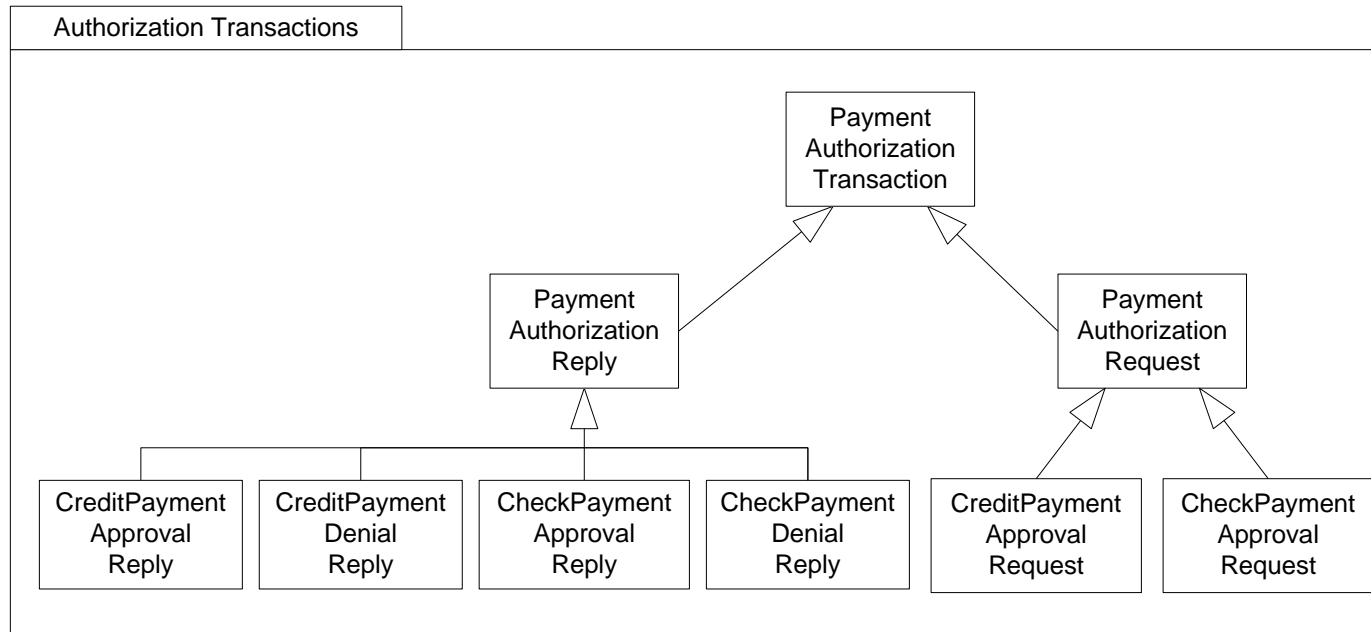 Authorization Transactions
Payment
Authorization
Transaction
Payment
Authorization
Reply
Payment
Authorization
Request
CreditPayment
Approval
Reply
CreditPayment
Denial
Reply
CheckPayment
Approval
Reply
CheckPayment
Denial
Reply
CreditPayment
Approval
Request
CheckPayment
Approval
Request